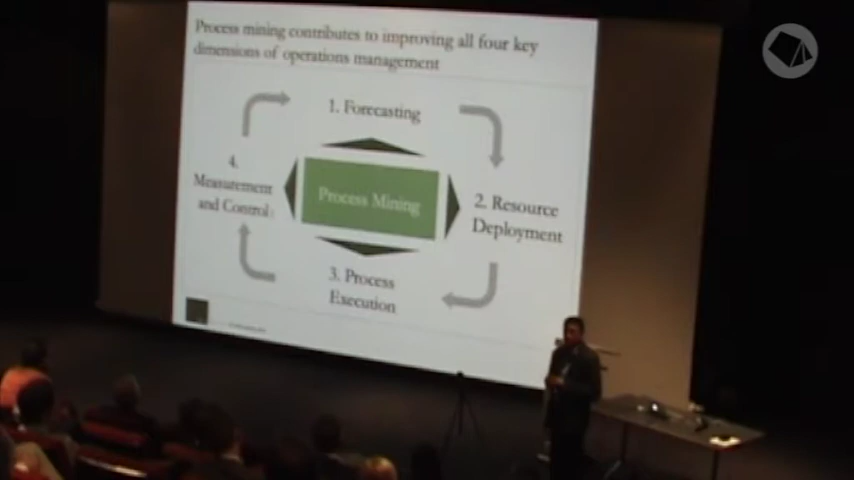 Process mining contributes to improving all four key
dimensions of operations management
1. Forecasting
2. Resource
Deployment
3. Process
Execution
4.
Measurement
and Control
Process Mining